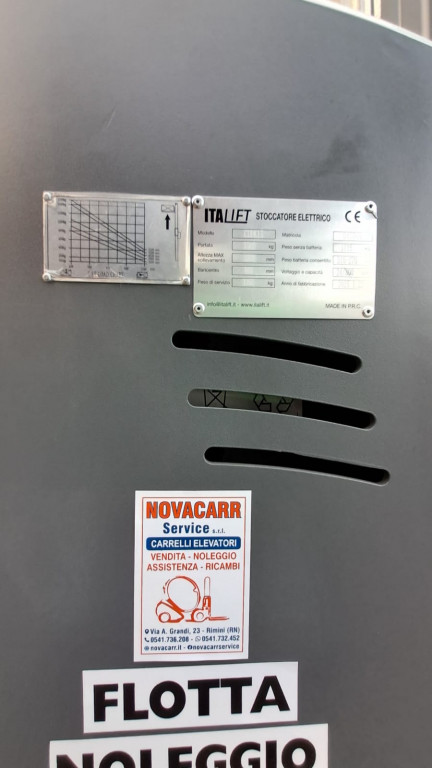 ITALIFT STOCCATORE ELETTRICO CE
Modello
Matricola
Portata kg
Peso senza batteria
Altezza MAX sollevamento mm
Peso batteria consentito
Baricentro mm
Voltaggio e capacità
Peso di servizio kg
Anno di fabbricazione
info@italift.it - www.italift.it MADE IN P.R.C.
NOVACARR
Service s.r.l.
CARRELLI ELEVATORI
VENDITA - NOLEGGIO
ASSISTENZA - RICAMBI
Via A. Grandi, 23 - Rimini (RN)
0541.736.208 - 0541.732.452
novacarr.it - novacarrservice
FLOTTA
NOLEGGIO